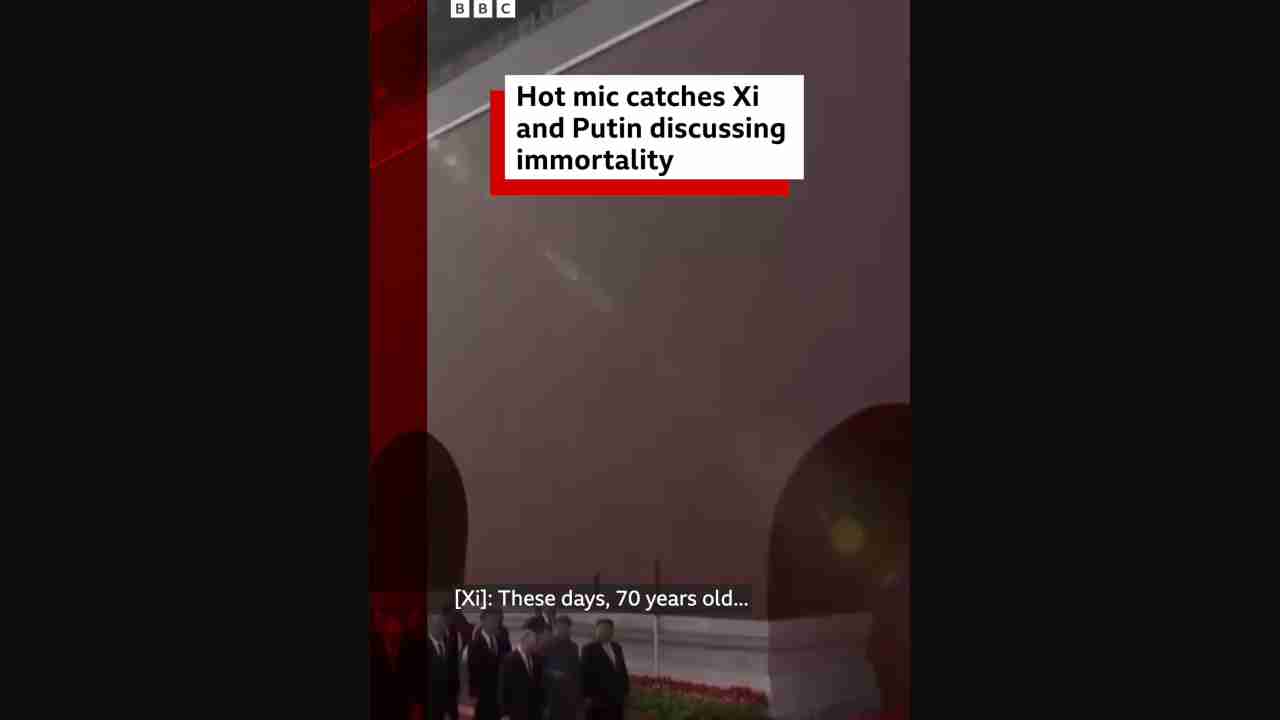 BBC
Hot mic catches Xi
and Putin discussing
immortality
[Xi]: These days, 70 years old...